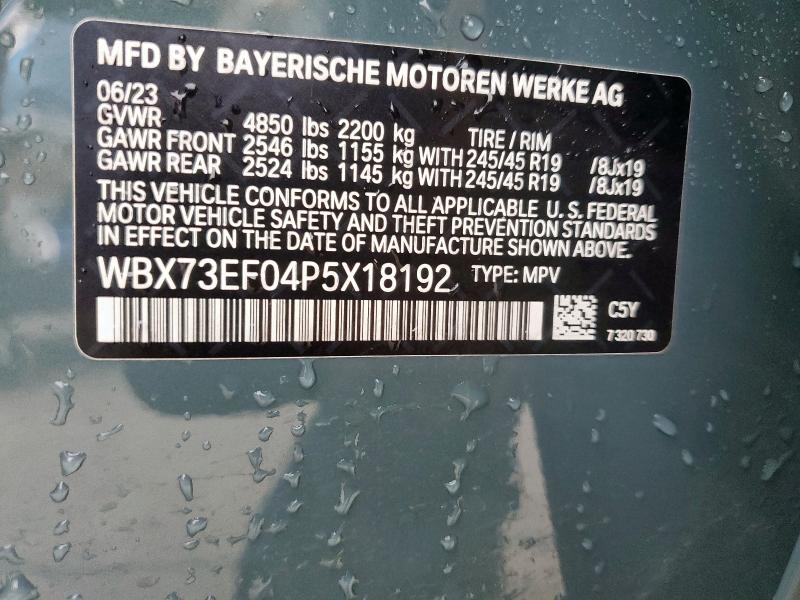 MFD BY BAYERISCHE MOTOREN WERKE AG
06/23
GVWR 4850 lbs 2200 kg TIRE / RIM
GAWR FRONT 2546 lbs 1155 kg WITH 245/45 R19 /8Jx19
GAWR REAR 2524 lbs 1145 kg WITH 245/45 R19 /8Jx19
THIS VEHICLE CONFORMS TO ALL APPLICABLE U. S. FEDERAL
MOTOR VEHICLE SAFETY AND THEFT PREVENTION STANDARDS
IN EFFECT ON THE DATE OF MANUFACTURE SHOWN ABOVE.
WBX73EF04P5X18192 TYPE: MPV
C5Y
7 320 730